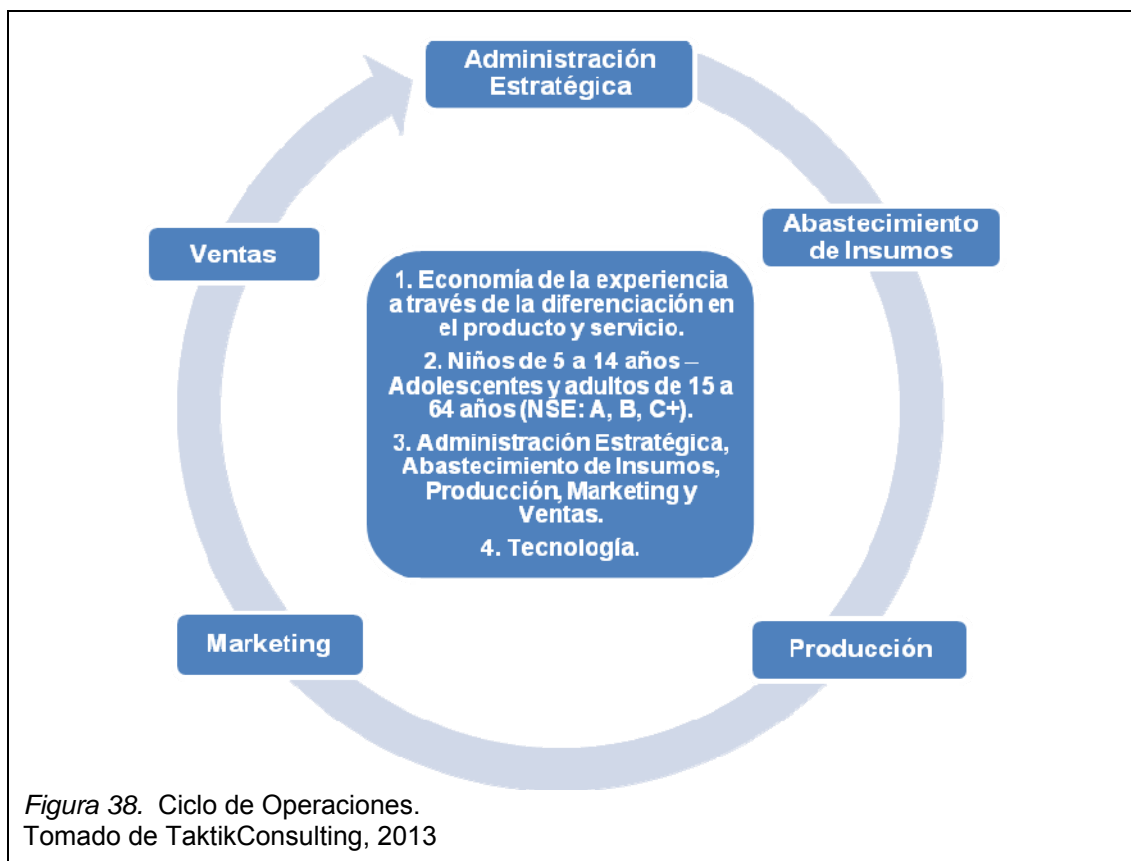 Administración
Estratégica
Abastecimiento
de Insumos
Ventas
1. Economía de la experiencia
a través de la diferenciación en
el producto y servicio.
2. Niños de 5 a 14 años –
Adolescentes y adultos de 15 a
64 años (NSE: A, B, C+).
3. Administración Estratégica,
Abastecimiento de Insumos,
Producción, Marketing y
Ventas.
4. Tecnología.
Marketing
Producción
Figura 38. Ciclo de Operaciones.
Tomado de TaktikConsulting, 2013